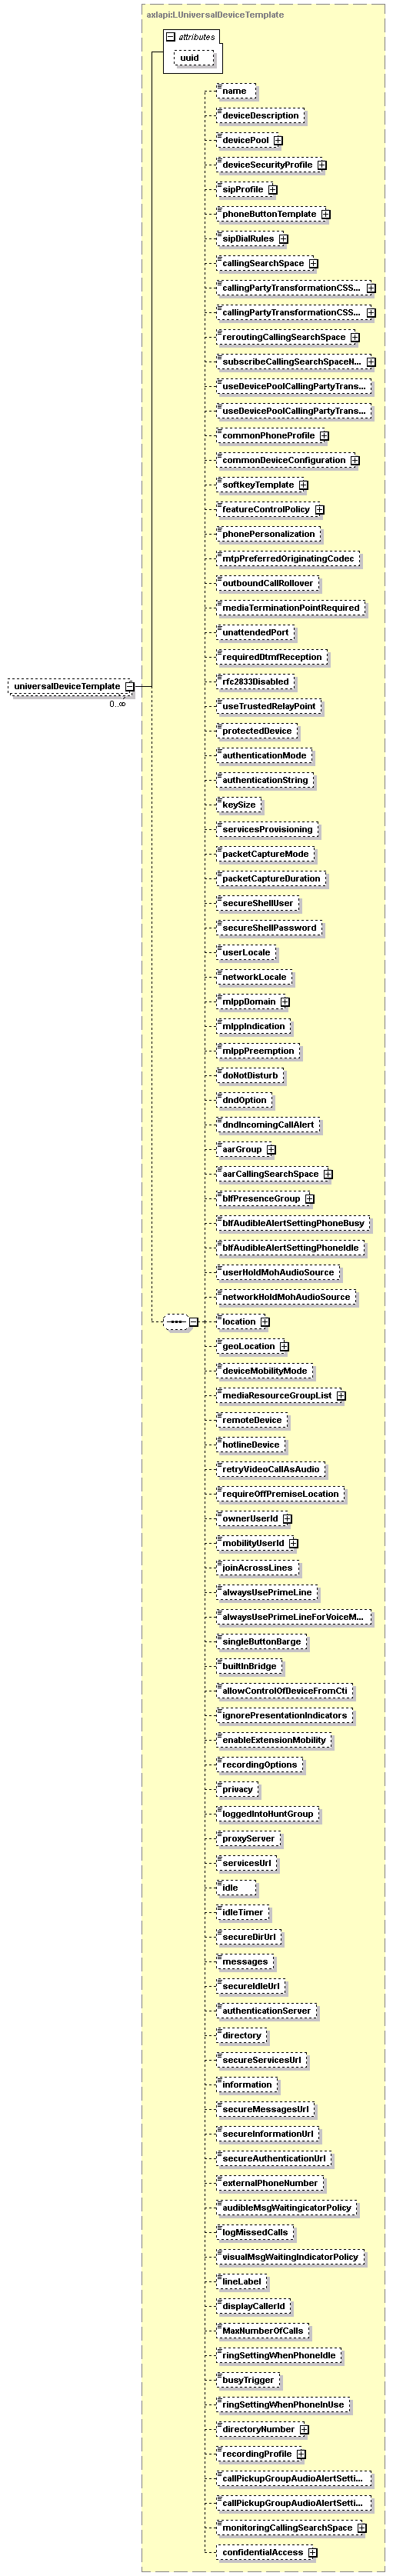 axlapi:LUniversalDeviceTemplate
attributes
uuid
name
deviceDescription
devicePool
deviceSecurityProfile
sipProfile
phoneButtonTemplate
sipDialRules
callingSearchSpace
callingPartyTransformationCSS...
callingPartyTransformationCSS...
reroutingCallingSearchSpace
subscribeCallingSearchSpaceN...
useDevicePoolCallingPartyTrans...
useDevicePoolCallingPartyTrans...
commonPhoneProfile
commonDeviceConfiguration
softkeyTemplate
featureControlPolicy
phonePersonalization
mtpPreferredOriginatingCodec
outboundCallRollover
mediaTerminationPointRequired
unattendedPort
requiredDtmfReception
rfc2833Disabled
universalDeviceTemplate
0..∞
useTrustedRelayPoint
protectedDevice
authenticationMode
authenticationString
keySize
servicesProvisioning
packetCaptureMode
packetCaptureDuration
secureShellUser
secureShellPassword
userLocale
networkLocale
mlppDomain
mlppIndication
mlppPreemption
doNotDisturb
dndOption
dndIncomingCallAlert
aarGroup
aarCallingSearchSpace
blfPresenceGroup
blfAudibleAlertSettingPhoneBusy
blfAudibleAlertSettingPhoneIdle
userHoldMohAudioSource
networkHoldMohAudioSource
location
geoLocation
deviceMobilityMode
mediaResourceGroupList
remoteDevice
hotlineDevice
retryVideoCallAsAudio
requireOffPremiseLocation
ownerUserId
mobilityUserId
joinAcrossLines
alwaysUsePrimeLine
alwaysUsePrimeLineForVoiceM...
singleButtonBarge
builtInBridge
allowControlOfDeviceFromCti
ignorePresentationIndicators
enableExtensionMobility
recordingOptions
privacy
loggedIntoHuntGroup
proxyServer
servicesUrl
idle
idleTimer
secureDirUrl
messages
secureIdleUrl
authenticationServer
directory
secureServicesUrl
information
secureMessagesUrl
secureInformationUrl
secureAuthenticationUrl
externalPhoneNumber
audibleMsgWaitingicatorPolicy
logMissedCalls
visualMsgWaitingIndicatorPolicy
lineLabel
displayCallerId
MaxNumberOfCalls
ringSettingWhenPhoneIdle
busyTrigger
ringSettingWhenPhoneInUse
directoryNumber
recordingProfile
callPickupGroupAudioAlertSetti...
callPickupGroupAudioAlertSetti...
monitoringCallingSearchSpace
confidentialAccess